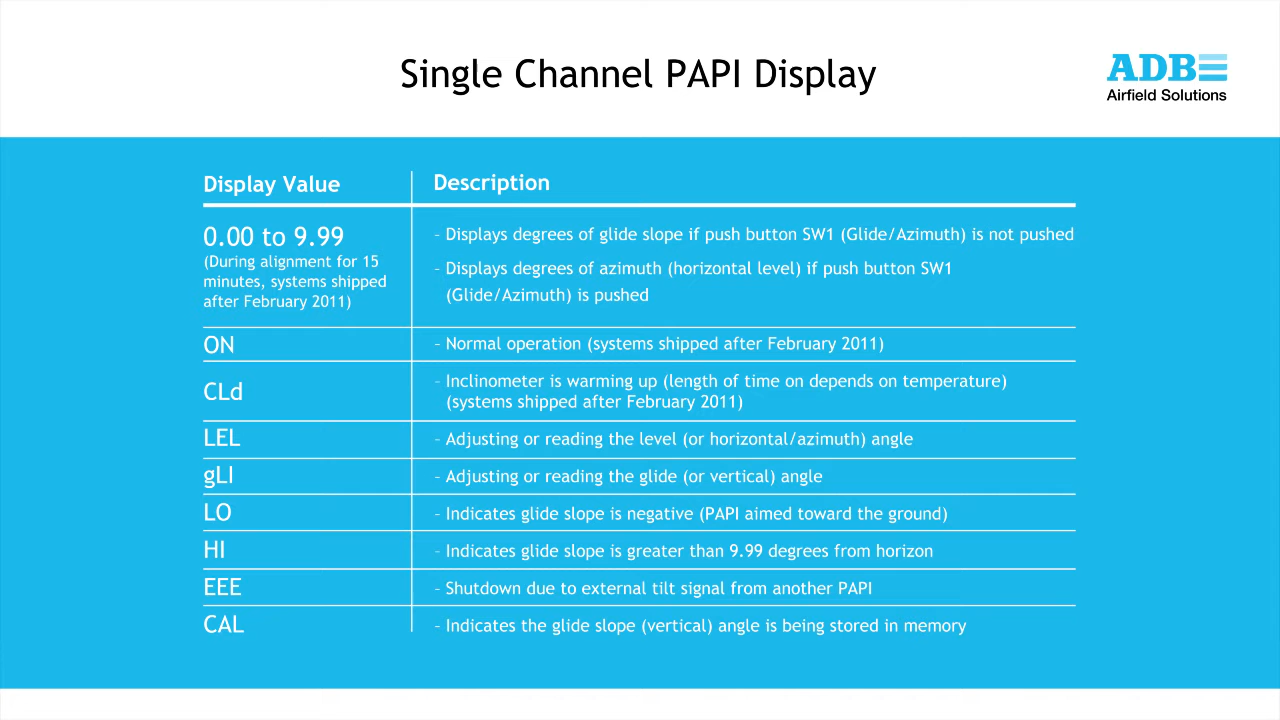 Single Channel PAPI Display
ADB
Airfield Solutions
Display Value
Description
0.00 to 9.99
(During alignment for 15
minutes, systems shipped
after February 2011)
– Displays degrees of glide slope if push button SW1 (Glide/Azimuth) is not pushed
– Displays degrees of azimuth (horizontal level) if push button SW1
(Glide/Azimuth) is pushed
ON
– Normal operation (systems shipped after February 2011)
CLd
– Inclinometer is warming up (length of time on depends on temperature)
(systems shipped after February 2011)
LEL
– Adjusting or reading the level (or horizontal/azimuth) angle
gLI
– Adjusting or reading the glide (or vertical) angle
LO
– Indicates glide slope is negative (PAPI aimed toward the ground)
HI
– Indicates glide slope is greater than 9.99 degrees from horizon
EEE
– Shutdown due to external tilt signal from another PAPI
CAL
– Indicates the glide slope (vertical) angle is being stored in memory